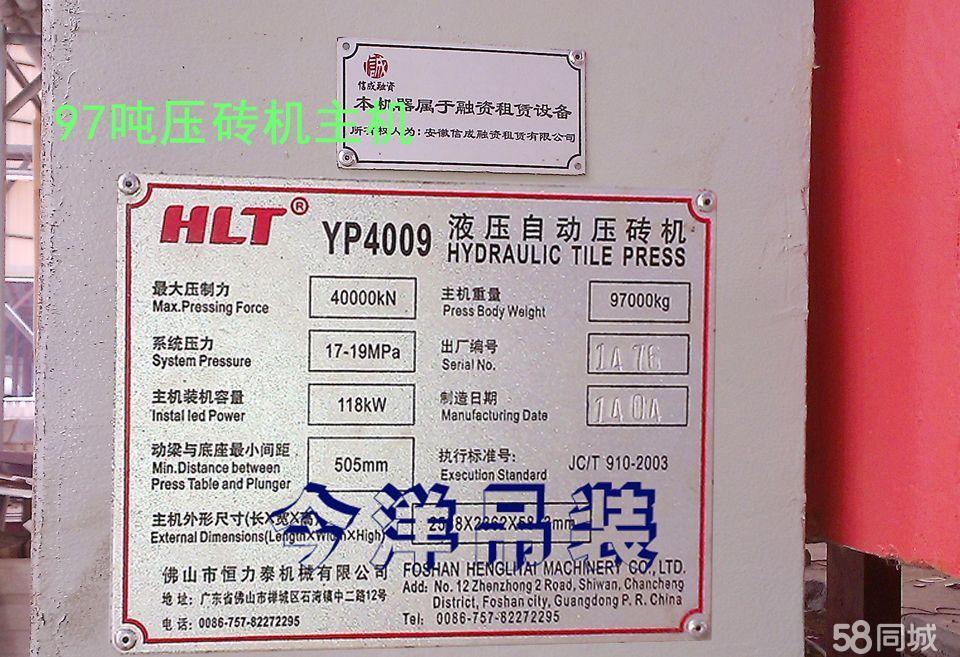 信成融资
本机器属于融资租赁设备
所有权人为：安徽信成融资租赁有限公司
97吨压砖机主机
HLT®
YP4009
液压自动压砖机
HYDRAULIC TILE PRESS
最大压制力 40000kN
Max.Pressing Force
主机重量 97000kg
Press Body Weight
系统压力 17-19MPa
System Pressure
出厂编号 1476
Serial No.
主机装机容量 118kW
Installed Power
制造日期
Manufacturing Date
动梁与底座最小间距 505mm
Min.Distance between
Press Table and Plunger
执行标准号: JC/T 910-2003
Execution Standard
主机外形尺寸(长X宽X高)
External Dimensions(LengthXWidthXHigh)
今洋吊装
佛山市恒力泰机械有限公司
地 址: 广东省佛山市禅城区石湾镇中二路12号
电 话: 0086-757-82272295
FOSHAN HENGLITAI MACHINERY CO., LTD.
Add: No. 12 Zhenzhong 2 Road, Shiwan, Chancheng
District, Foshan city, Guangdong P. R. China
Tel: 0086-757-82272295
58同城